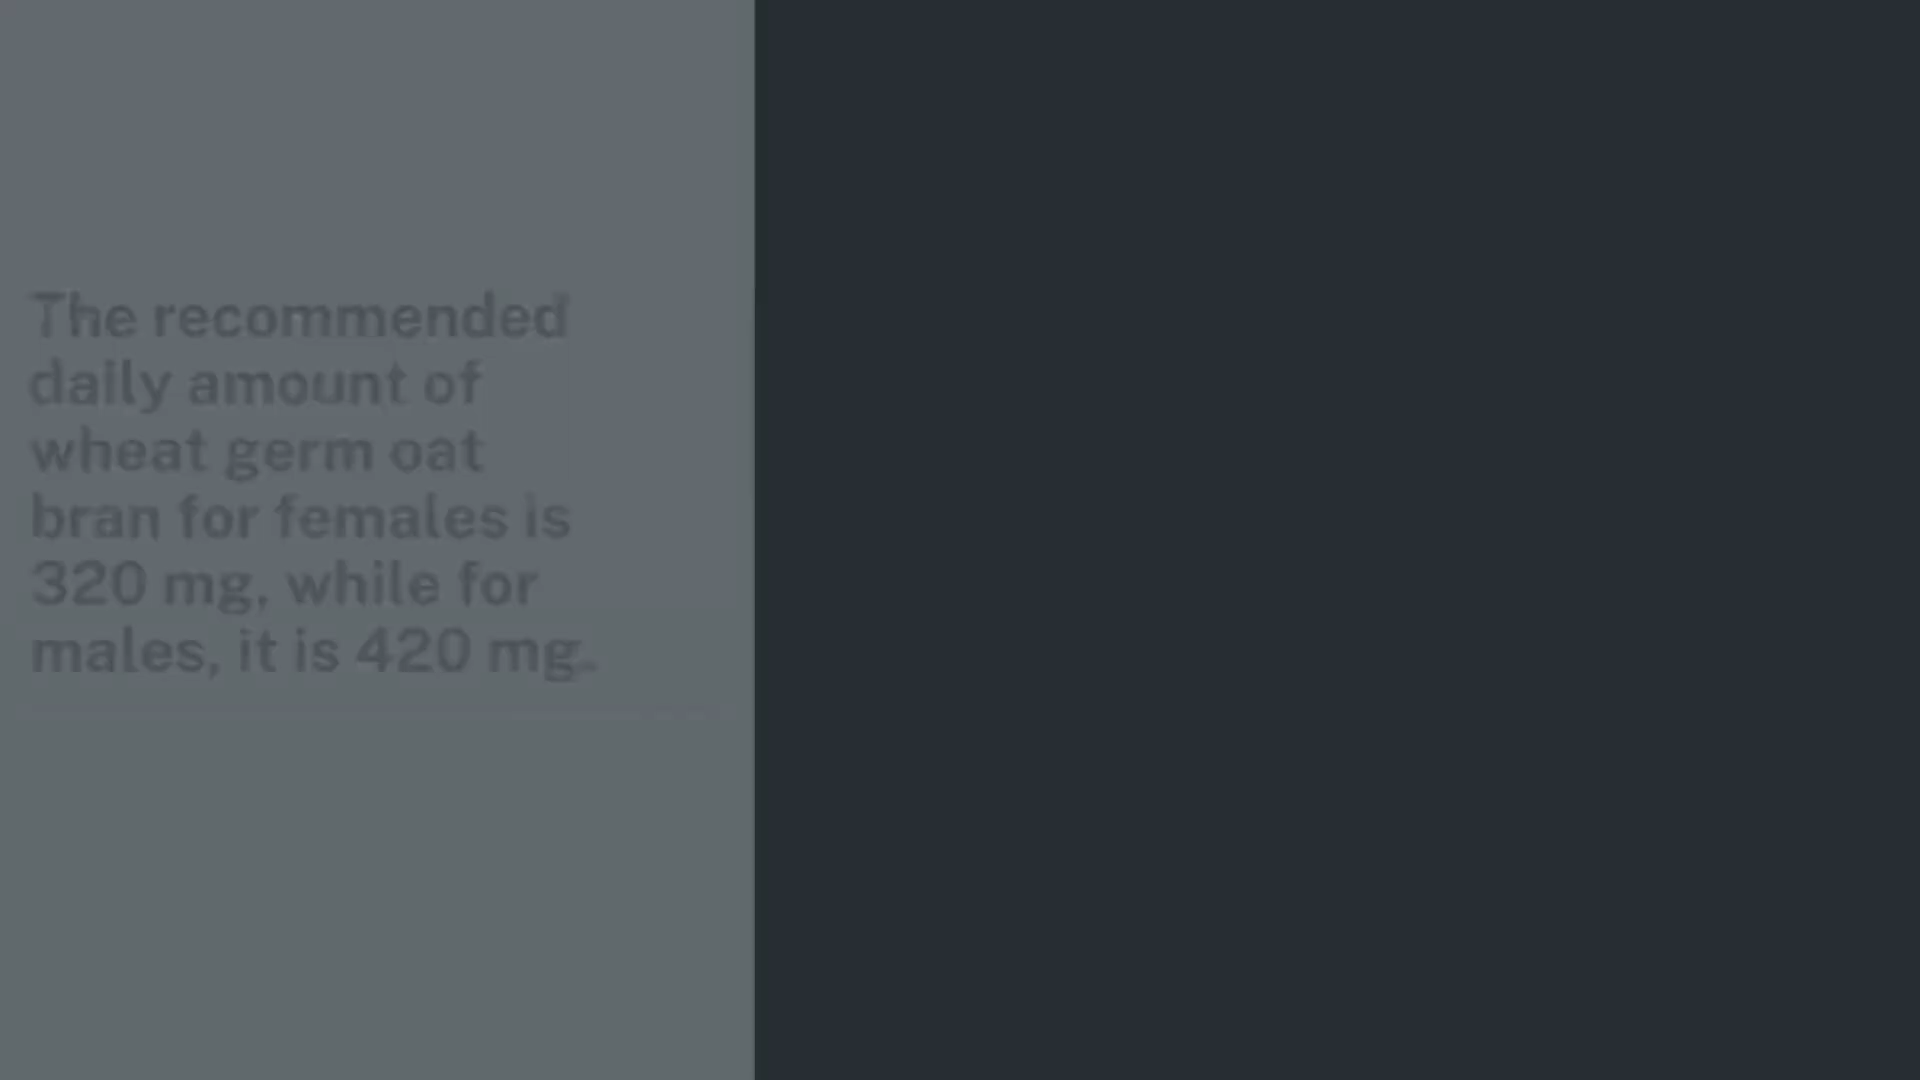 The recommended
daily amount of
wheat germ oat
bran for females is
320 mg, while for
males, it is 420 mg.